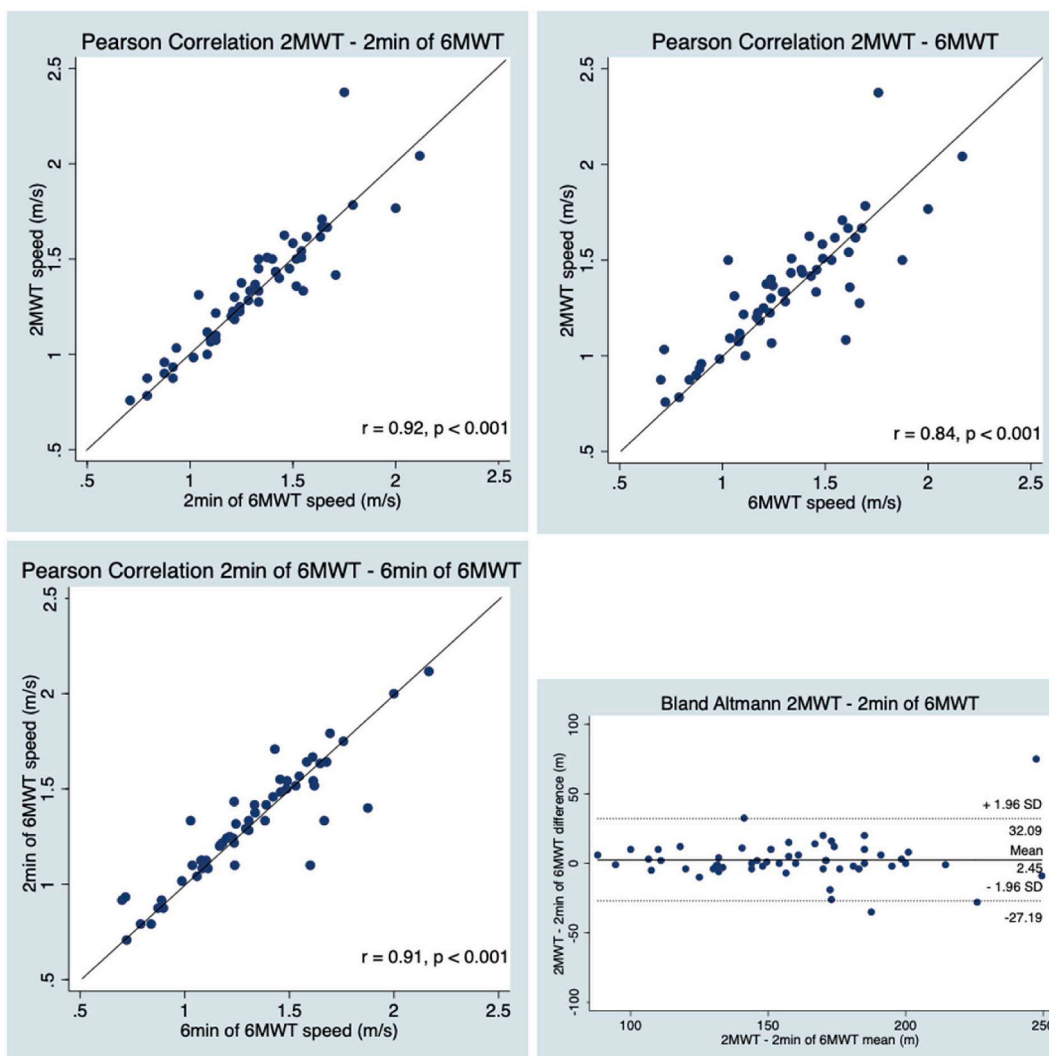 Pearson Correlation 2MWT - 2min of 6MWT
2MWT speed (m/s)
2.5
2
1.5
1
.5
r = 0.92, p < 0.001
.5 1 1.5 2 2.5
2min of 6MWT speed (m/s)
Pearson Correlation 2MWT - 6MWT
2MWT speed (m/s)
2.5
2
1.5
1
.5
r = 0.84, p < 0.001
.5 1 1.5 2 2.5
6MWT speed (m/s)
Pearson Correlation 2min of 6MWT - 6min of 6MWT
2min of 6MWT speed (m/s)
2.5
2
1.5
1
.5
r = 0.91, p < 0.001
.5 1 1.5 2 2.5
6min of 6MWT speed (m/s)
Bland Altmann 2MWT - 2min of 6MWT
2MWT - 2min of 6MWT difference (m)
100
50
0
-50
-100
+ 1.96 SD
32.09
Mean
2.45
- 1.96 SD
-27.19
100 150 200 250
2MWT - 2min of 6MWT mean (m)